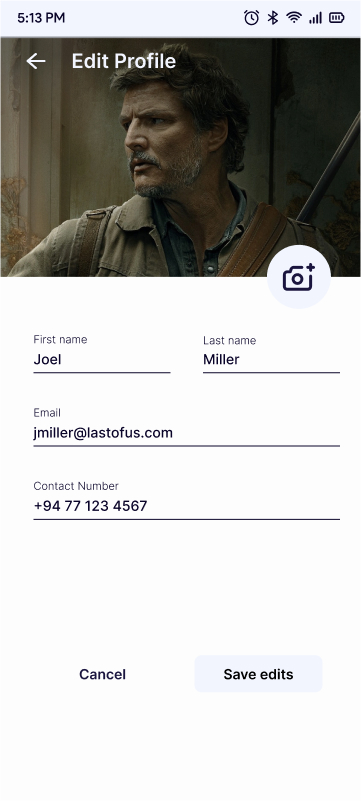 5:13 PM
Edit Profile
First name
Last name
Joel
Miller
Email
jmiller@lastofus.com
Contact Number
+94 77 123 4567
Cancel
Save edits